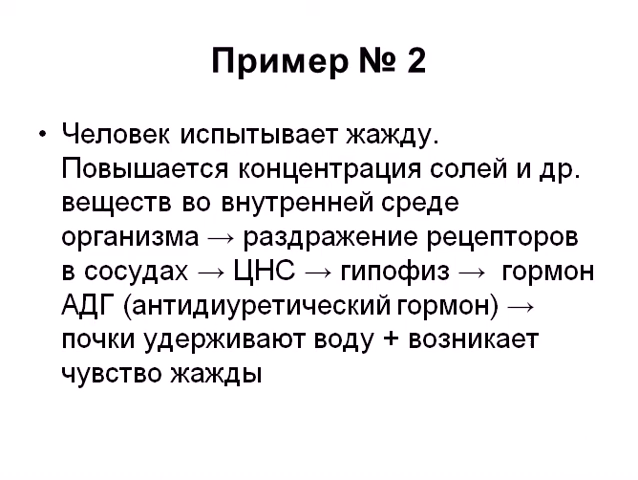 Пример № 2
• Человек испытывает жажду.
Повышается концентрация солей и др.
веществ во внутренней среде
организма → раздражение рецепторов
в сосудах → ЦНС → гипофиз → гормон
АДГ (антидиуретический гормон) →
почки удерживают воду + возникает
чувство жажды